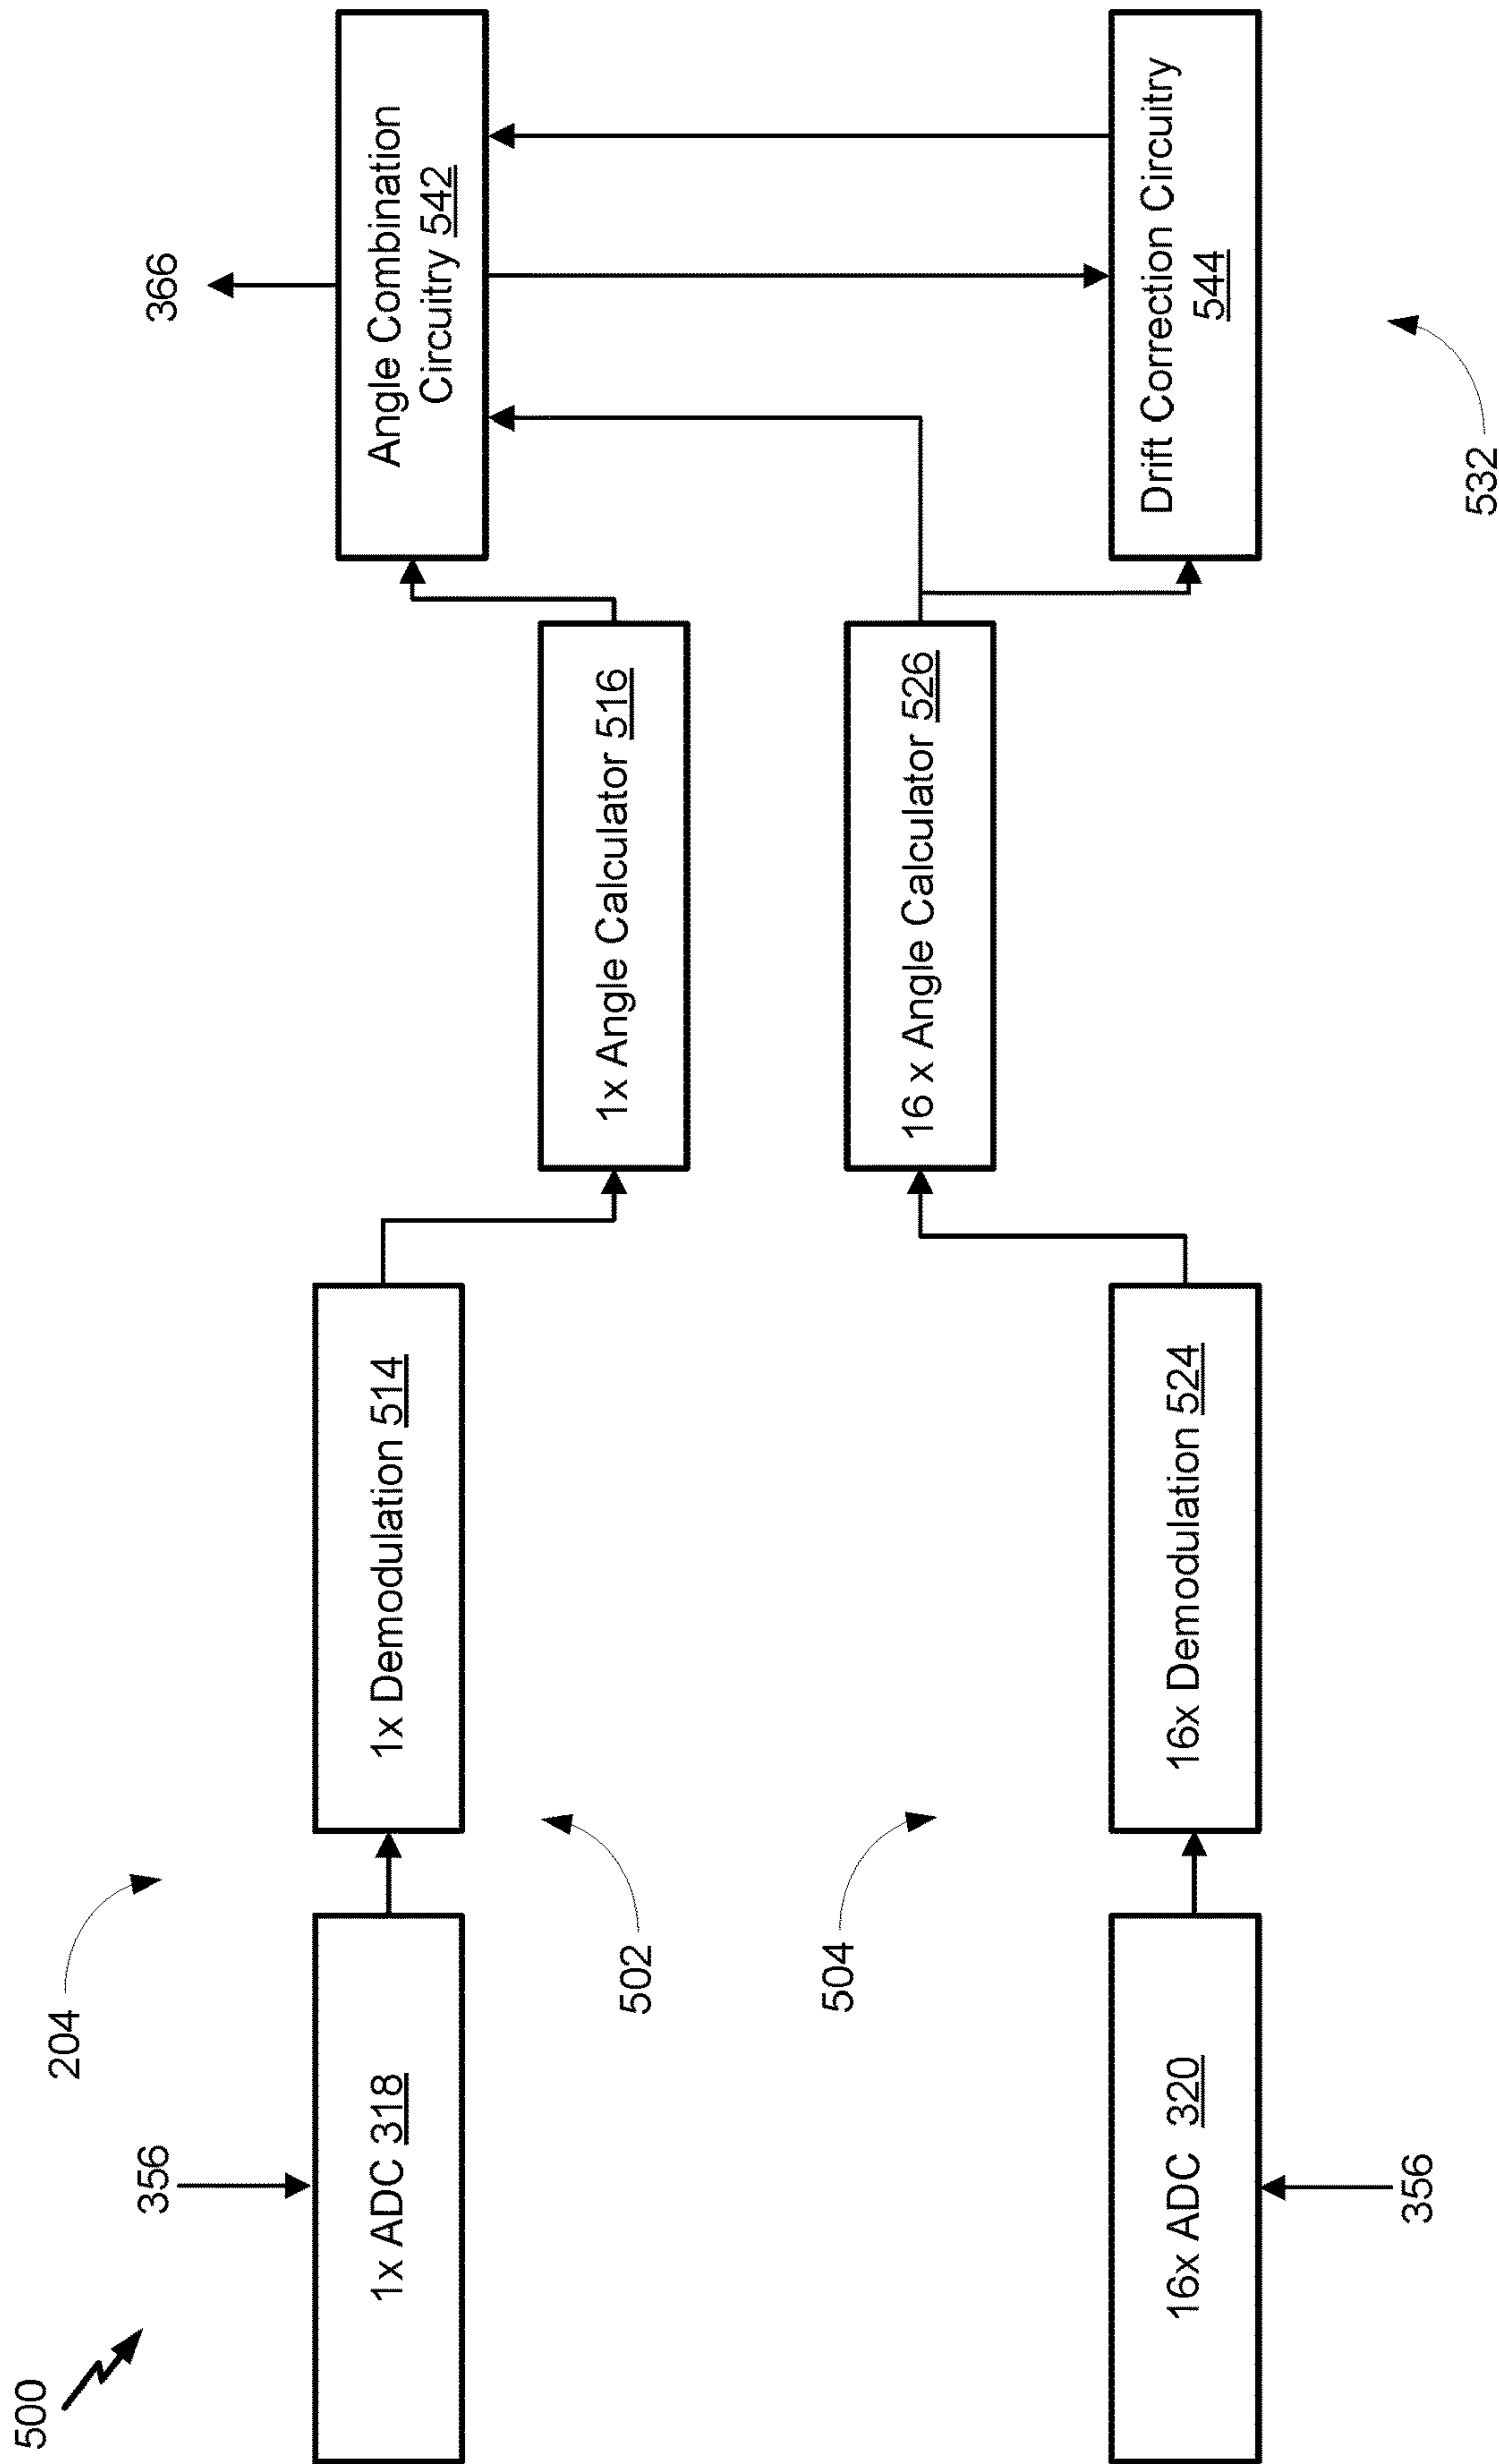 500
204
356
1x ADC 318
1x Demodulation 514
502
1x Angle Calculator 516
366
Angle Combination
Circuitry 542
504
16x ADC 320
356
16x Demodulation 524
16 x Angle Calculator 526
Drift Correction Circuitry
544
532